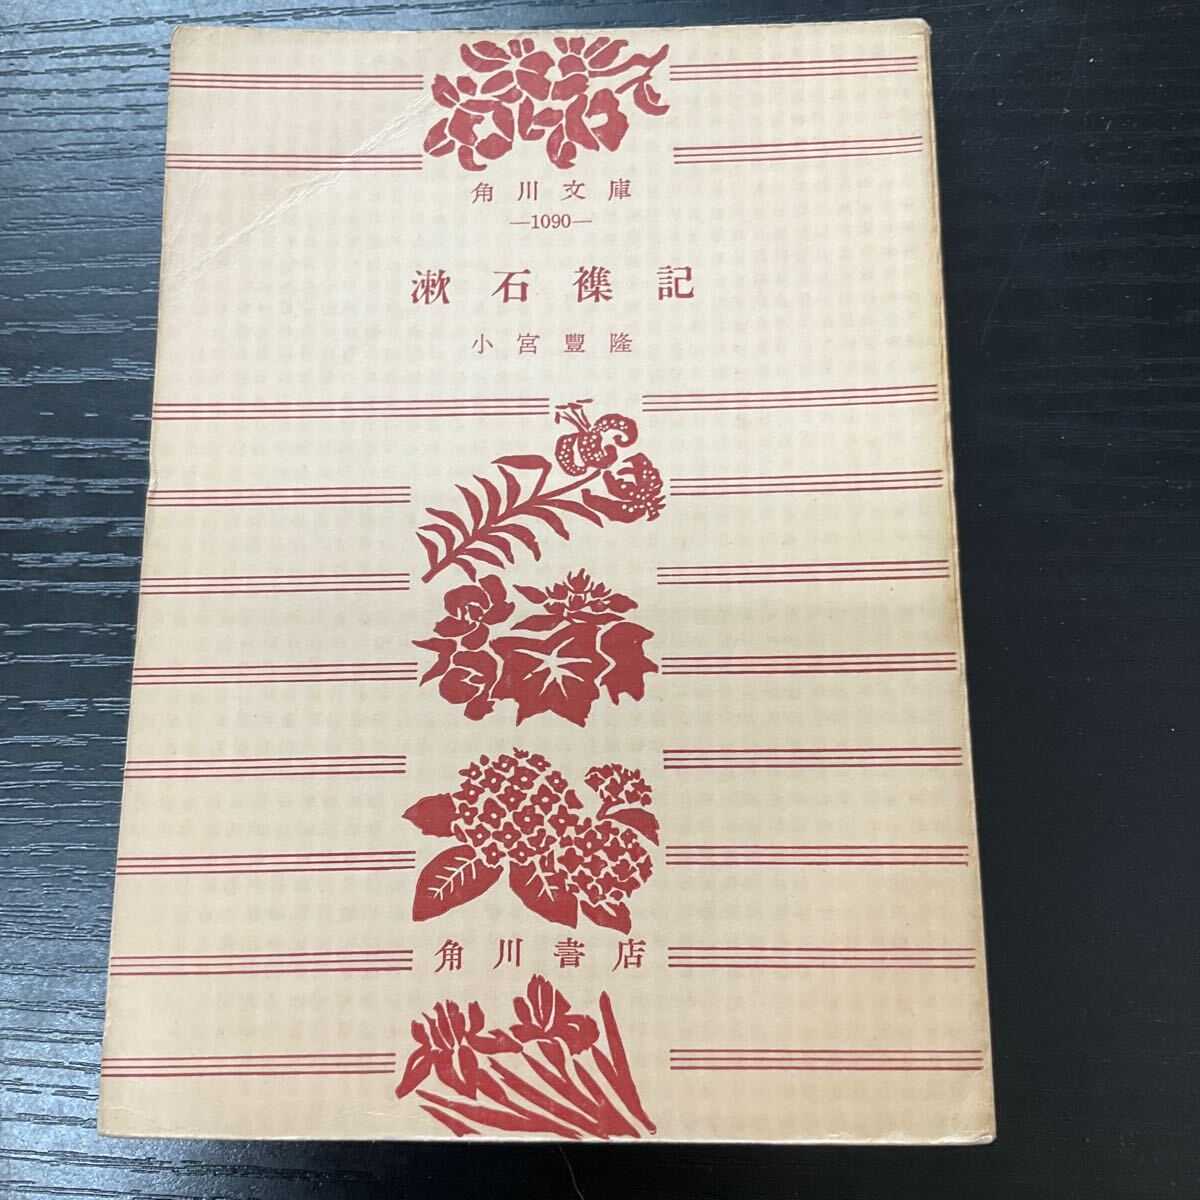 角川文庫
—1090—
漱石襍記
小宮豐隆
角川書店